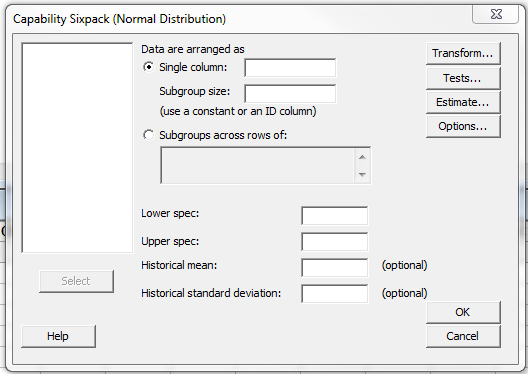 Capability Sixpack (Normal Distribution)
Data are arranged as
Single column:
Subgroup size:
(use a constant or an ID column)
Subgroups across rows of:
Transform...
Tests...
Estimate...
Options...
Lower spec:
Upper spec:
Historical mean: (optional)
Historical standard deviation: (optional)
Select
OK
Help
Cancel